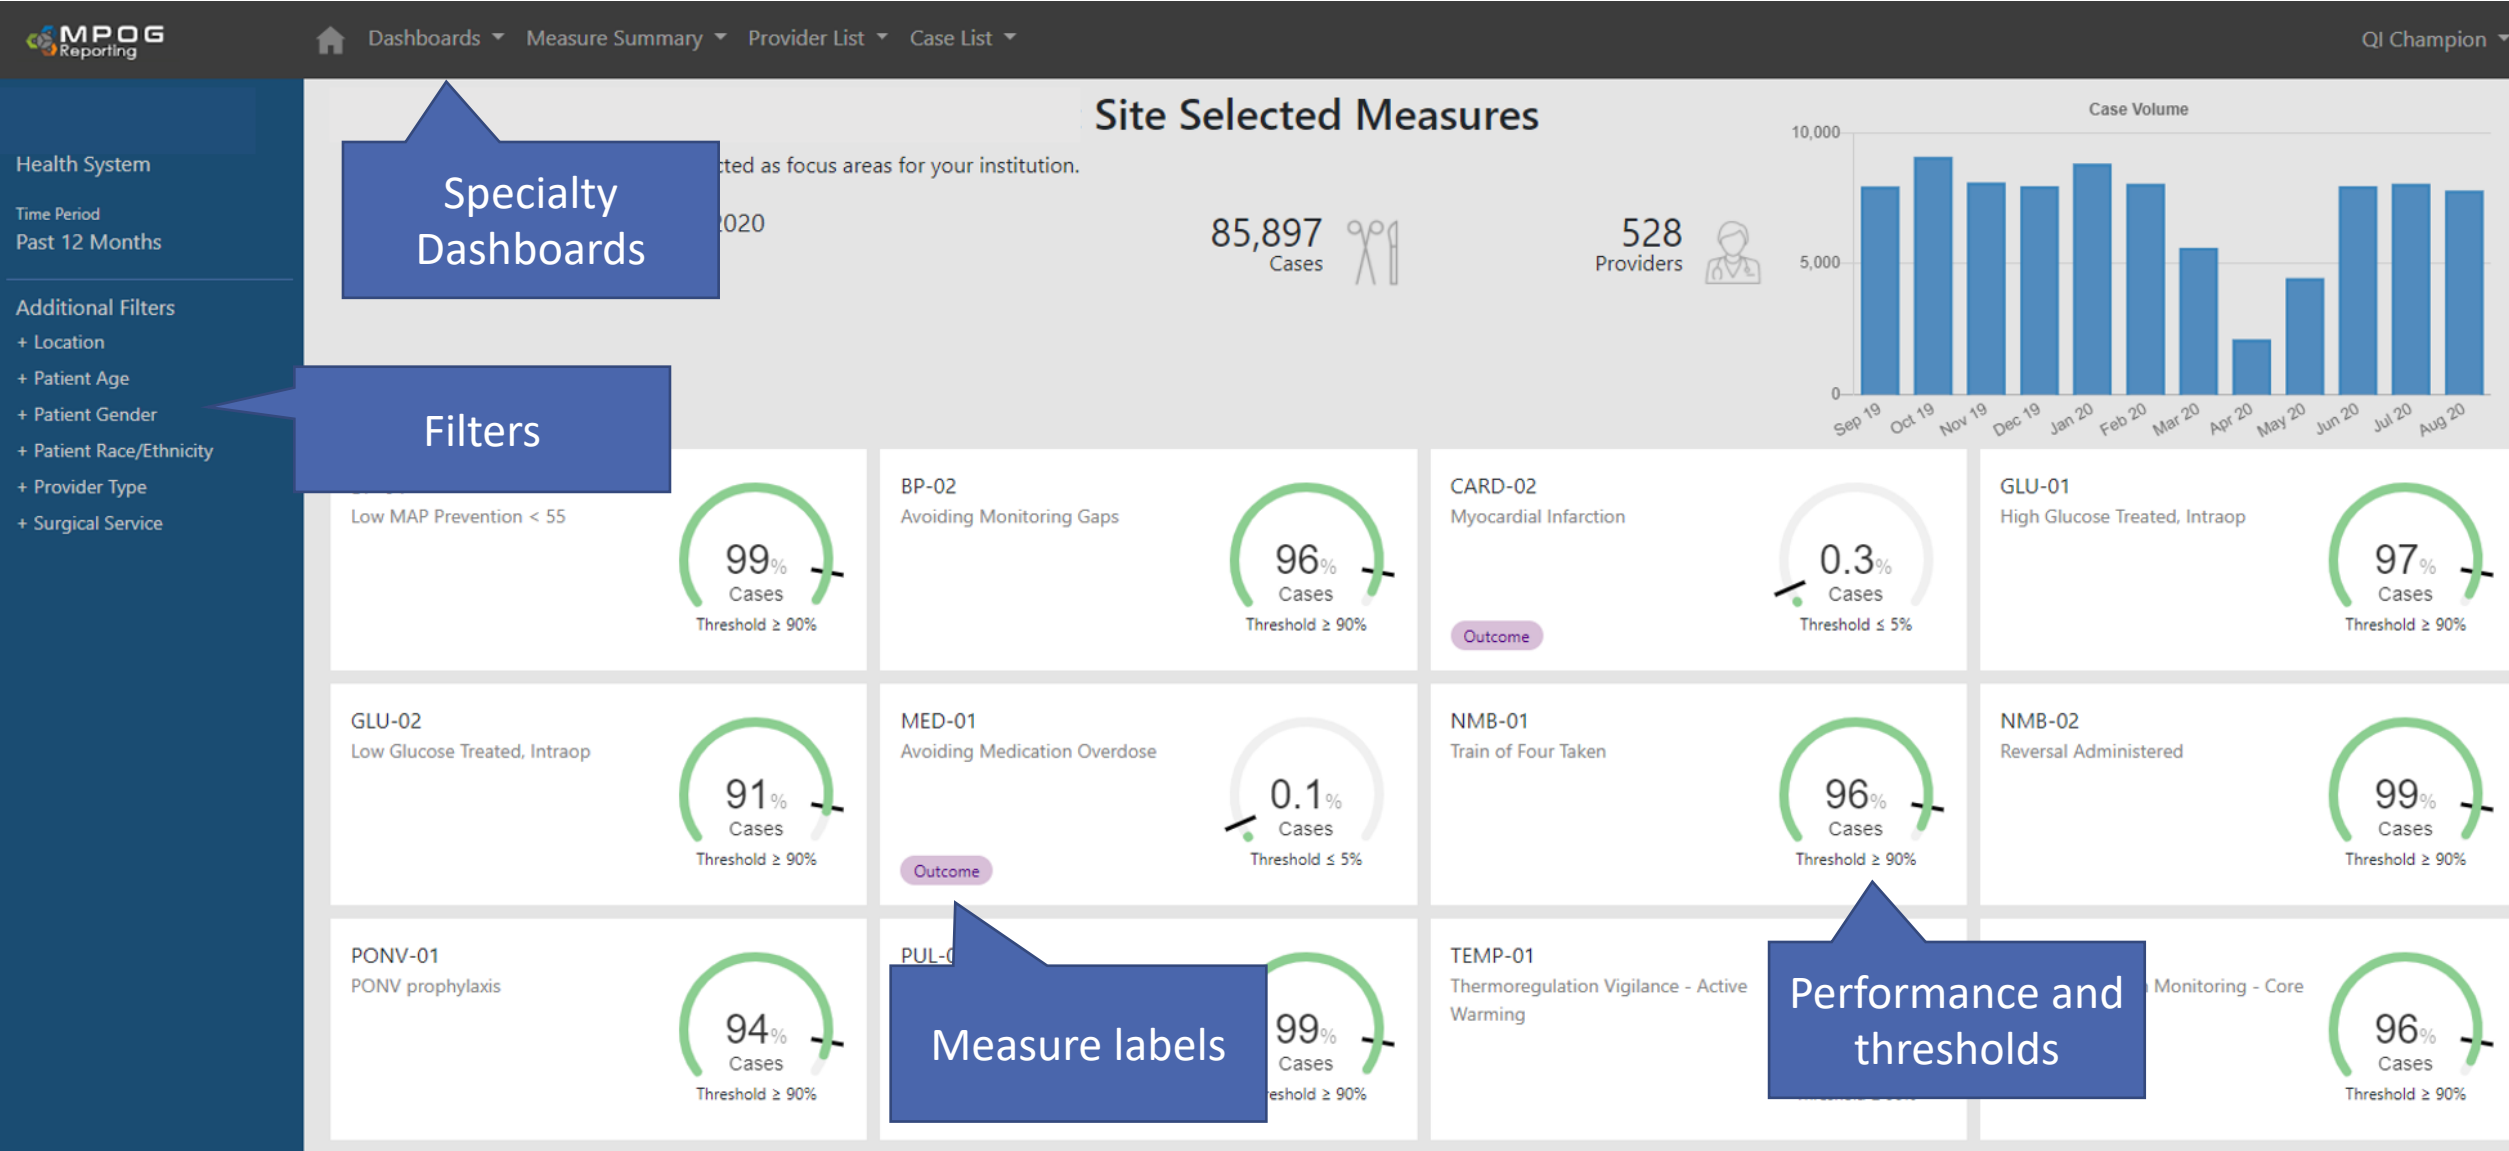 MPOG
Reporting
Dashboards
Measure Summary
Provider List
Case List
QI Champion
Health System
Time Period
Past 12 Months
Additional Filters
+ Location
+ Patient Age
+ Patient Gender
+ Patient Race/Ethnicity
+ Provider Type
+ Surgical Service
Specialty
Dashboards
Filters
Site Selected Measures
as focus areas for your institution.
85,897
Cases
528
Providers
Case Volume
10,000
5,000
0
Sep 19
Oct 19
Nov 19
Dec 19
Jan 20
Feb 20
Mar 20
Apr 20
May 20
Jun 20
Jul 20
Aug 20
Low MAP Prevention < 55
99%
Cases
Threshold ≥ 90%
BP-02
Avoiding Monitoring Gaps
96%
Cases
Threshold ≥ 90%
CARD-02
Myocardial Infarction
0.3%
Cases
Threshold ≤ 5%
Outcome
GLU-01
High Glucose Treated, Intraop
97%
Cases
Threshold ≥ 90%
GLU-02
Low Glucose Treated, Intraop
91%
Cases
Threshold ≥ 90%
MED-01
Avoiding Medication Overdose
0.1%
Cases
Threshold ≤ 5%
Outcome
NMB-01
Train of Four Taken
96%
Cases
Threshold ≥ 90%
NMB-02
Reversal Administered
99%
Cases
Threshold ≥ 90%
PONV-01
PONV prophylaxis
94%
Cases
Threshold ≥ 90%
Measure labels
99%
Cases
≥ 90%
TEMP-01
Thermoregulation Vigilance - Active
Warming
Performance and
thresholds
Monitoring - Core
96%
Cases
Threshold ≥ 90%